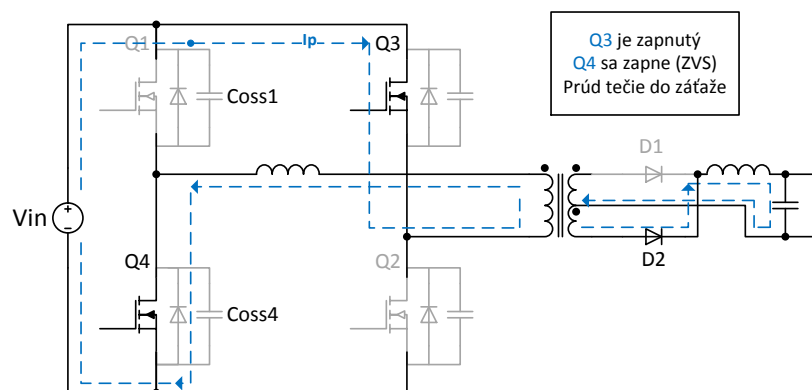 Q1
Ip
Q3
Q3 je zapnutý
Q4 sa zapne (ZVS)
Prúd tečie do záťaže
Coss1
D1
Vin
Q4
Q2
D2
Coss4